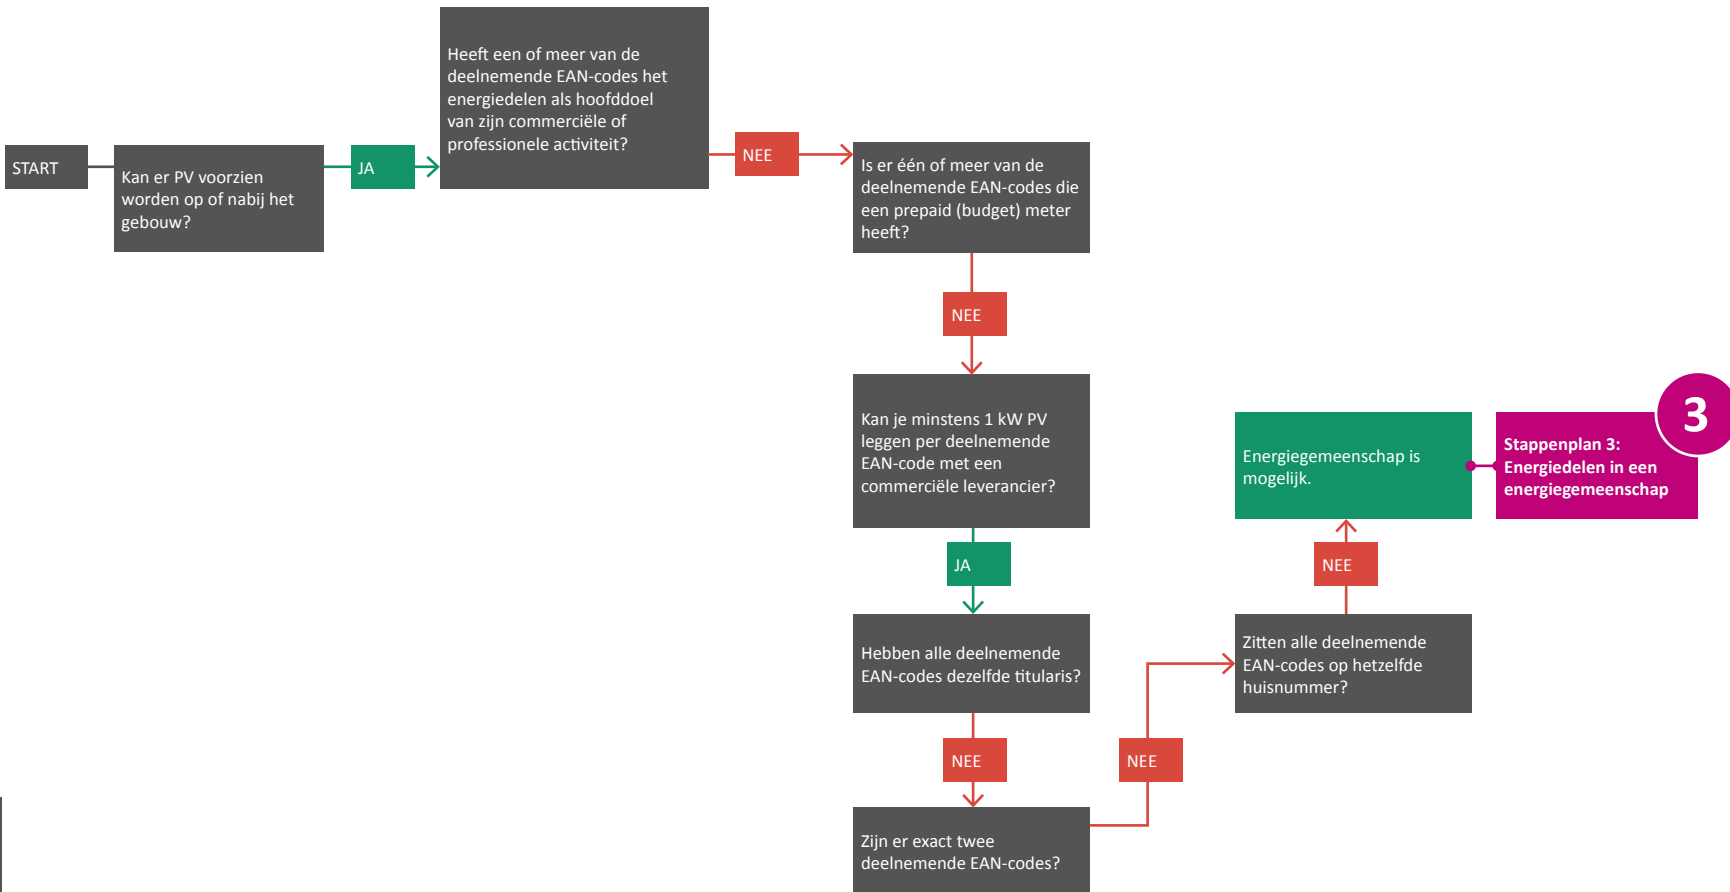 START
Kan er PV voorzien
worden op of nabij het
gebouw?
JA
Heeft een of meer van de
deelnemende EAN-codes het
energiedelen als hoofddoel
van zijn commerciële of
professionele activiteit?
NEE
Is er één of meer van de
deelnemende EAN-codes die
een prepaid (budget) meter
heeft?
NEE
Kan je minstens 1 kW PV
leggen per deelnemende
EAN-code met een
commerciële leverancier?
JA
Hebben alle deelnemende
EAN-codes dezelfde titularis?
NEE
Zijn er exact twee
deelnemende EAN-codes?
NEE
Zitten alle deelnemende
EAN-codes op hetzelfde
huisnummer?
NEE
Energiegemeenschap is
mogelijk.
3
Stappenplan 3:
Energiedelen in een
energiegemeenschap